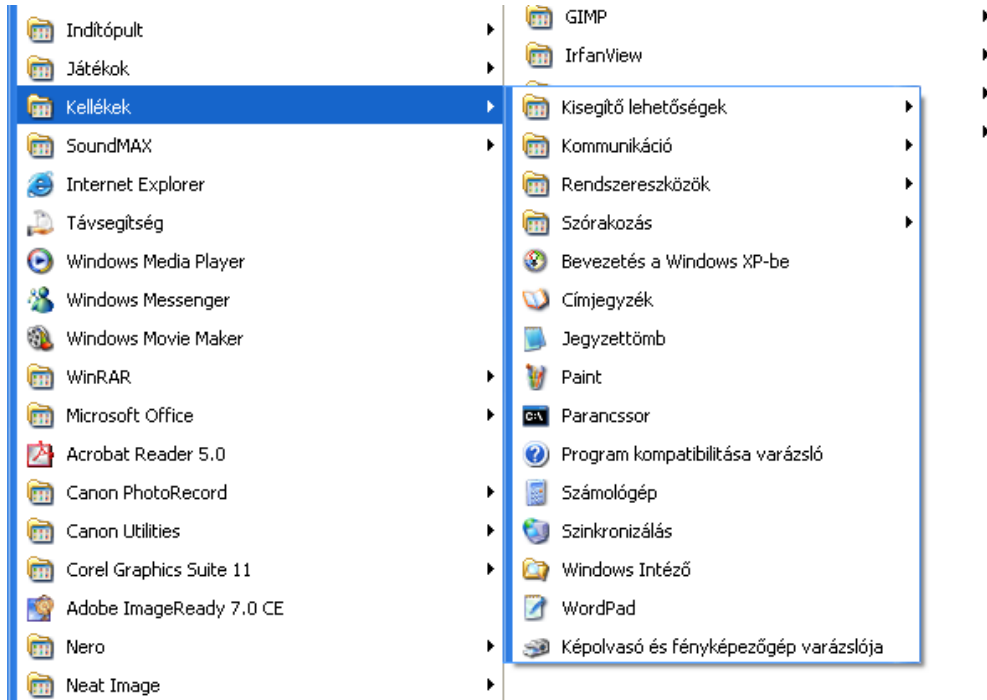 Indítópult
Játékok
Kellékek
SoundMAX
Internet Explorer
Távsegítség
Windows Media Player
Windows Messenger
Windows Movie Maker
WinRAR
Microsoft Office
Acrobat Reader 5.0
Canon PhotoRecord
Canon Utilities
Corel Graphics Suite 11
Adobe ImageReady 7.0 CE
Nero
Neat Image
GIMP
IrfanView
Kisegítő lehetőségek
Kommunikáció
Rendszereszközök
Szórakozás
Bevezetés a Windows XP-be
Címjegyzék
Jegyzettömb
Paint
Parancssor
Program kompatibilitása varázsló
Számológép
Szinkronizálás
Windows Intéző
WordPad
Képolvasó és fényképezőgép varázslója